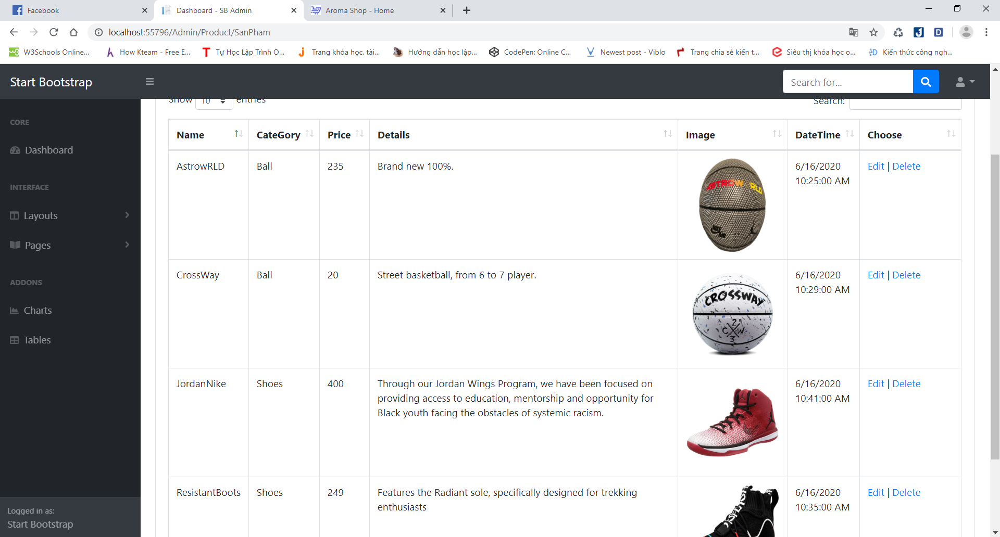 Facebook
Dashboard - SB Admin
Aroma Shop - Home
localhost:55796/Admin/Product/SanPham
W3Schools Online...
How Kteam - Free E...
Tự Học Lập Trình O...
Trang khóa học, tài...
Hướng dẫn học lập...
CodePen: Online C...
Newest post - Viblo
Trang chia sẻ kiến t...
Siêu thị khóa học o...
Kiến thức công ngh...
Start Bootstrap
Search for...
CORE
Dashboard
INTERFACE
Layouts
Pages
ADDONS
Charts
Tables
Logged in as:
Start Bootstrap
Show 10 entries
Search:
Name CateGory Price Details Image DateTime Choose
AstrowRLD Ball 235 Brand new 100%. 6/16/2020 Edit | Delete
10:25:00 AM
ASTROW RLD
NIKE
AIR
CrossWay Ball 20 Street basketball, from 6 to 7 player. 6/16/2020 Edit | Delete
10:29:00 AM
CROSSWAY
2
C W
3
JordanNike Shoes 400 Through our Jordan Wings Program, we have been focused on 6/16/2020 Edit | Delete
providing access to education, mentorship and opportunity for 10:41:00 AM
Black youth facing the obstacles of systemic racism.
ResistantBoots Shoes 249 Features the Radiant sole, specifically designed for trekking 6/16/2020 Edit | Delete
enthusiasts 10:35:00 AM